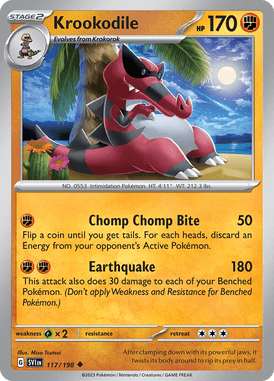 STAGE2 Krookodile HP 170
Evolves from Krokorok
NO. 0553 Intimidation Pokémon HT: 4'11" WT: 212.3 lbs.
Chomp Chomp Bite 50
Flip a coin until you get tails. For each heads, discard an
Energy from your opponent's Active Pokémon.
Earthquake 180
This attack also does 30 damage to each of your Benched
Pokémon. (Don't apply Weakness and Resistance for Benched
Pokémon.)
weakness ×2 resistance retreat
Illus. Nisota Niso
G SVI EN 117/198
©2023 Pokémon / Nintendo / Creatures / GAME FREAK
After clamping down with its powerful jaws, it
twists its body around to rip its prey in half.